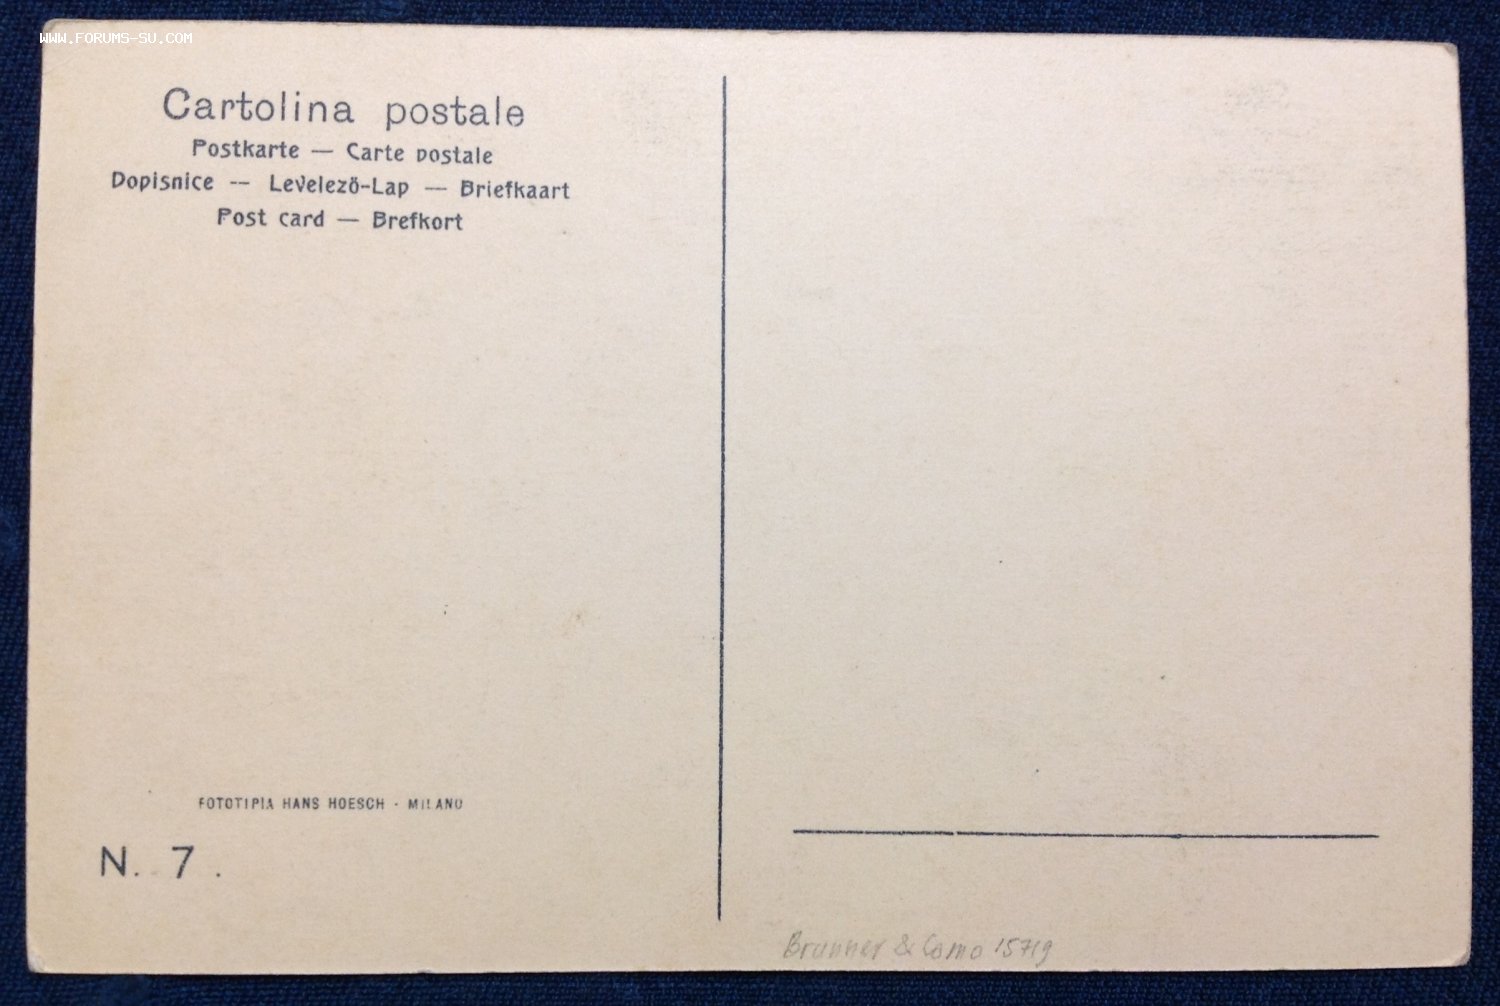 WWW.FORUMS-SU.COM
Cartolina postale
Postkarte — Carte postale
Dopisnice -- Levelezö-Lap — Briefkaart
Post card — Brefkort
FOTOTIPIA HANS HOESCH - MILANO
N. 7 .
Brunner & Como 15719